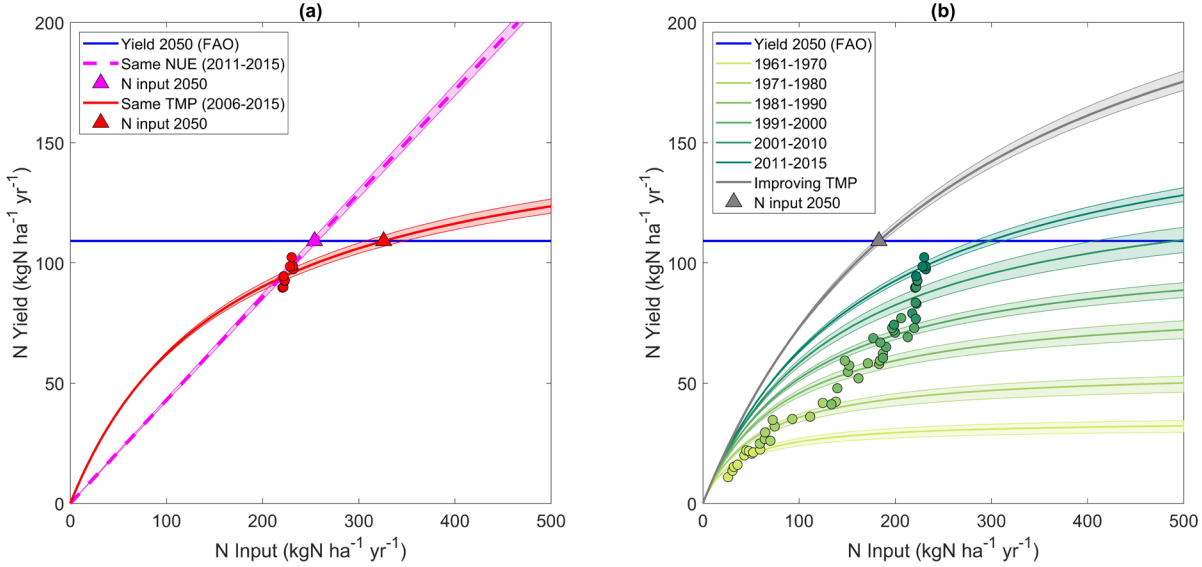 (a)
200
150
100
50
0
N Yield (kgN ha⁻¹ yr⁻¹)
Yield 2050 (FAO)
Same NUE (2011-2015)
N input 2050
Same TMP (2006-2015)
N input 2050
0 100 200 300 400 500
N Input (kgN ha⁻¹ yr⁻¹)
(b)
200
150
100
50
0
N Yield (kgN ha⁻¹ yr⁻¹)
Yield 2050 (FAO)
1961-1970
1971-1980
1981-1990
1991-2000
2001-2010
2011-2015
Improving TMP
N input 2050
0 100 200 300 400 500
N Input (kgN ha⁻¹ yr⁻¹)